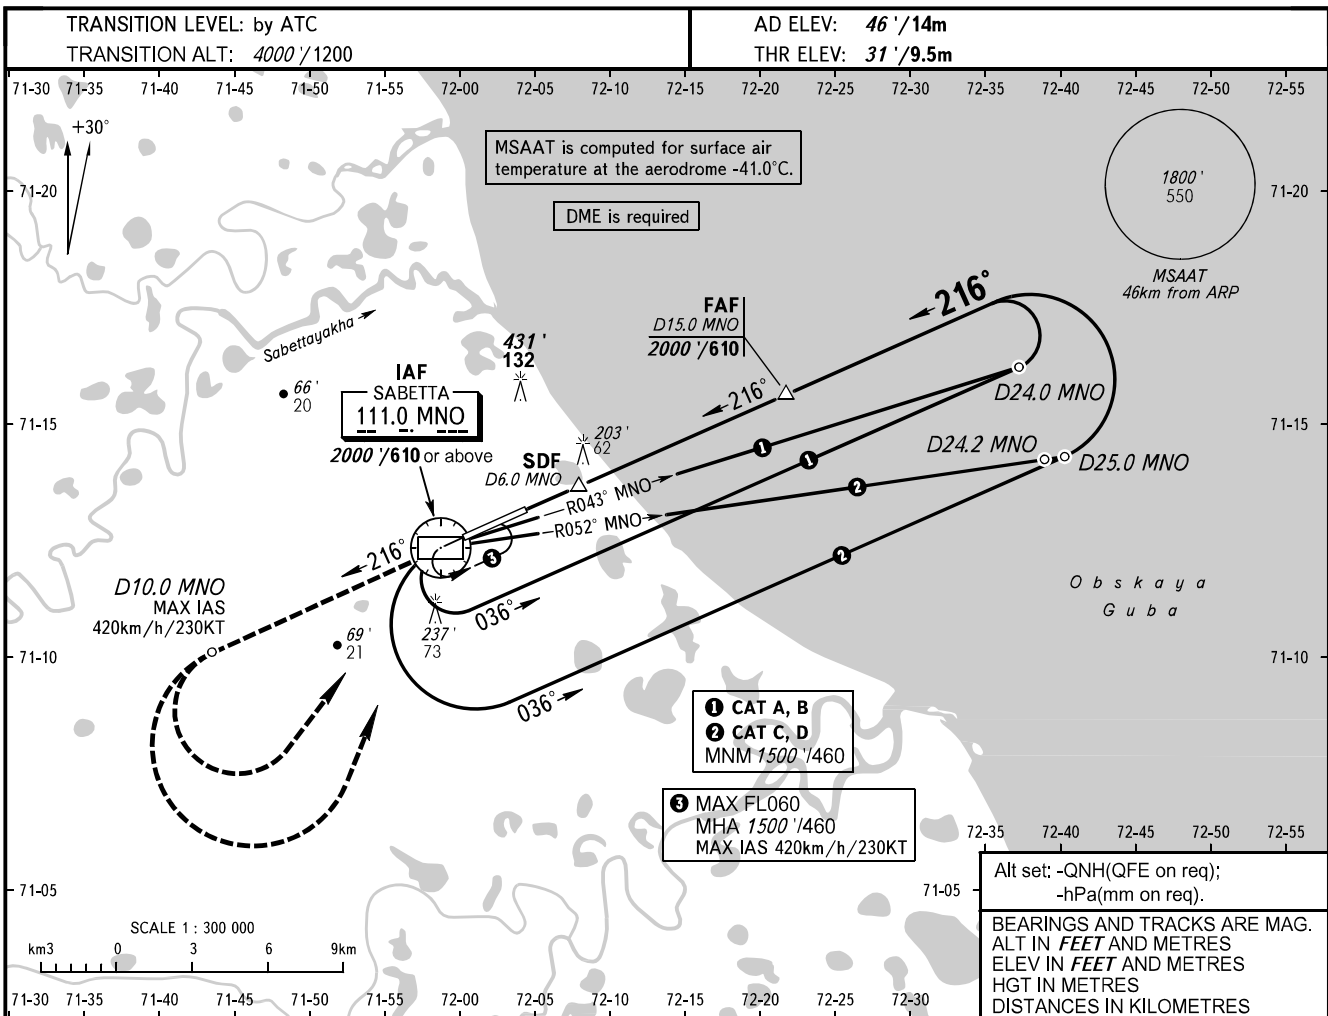 TRANSITION LEVEL: by ATC
TRANSITION ALT: 4000'/1200
AD ELEV: 46'/14m
THR ELEV: 31'/9.5m
71-30 71-35 71-40 71-45 71-50 71-55 72-00 72-05 72-10 72-15 72-20 72-25 72-30 72-35 72-40 72-45 72-50 72-55
+30°
MSAAT is computed for surface air
temperature at the aerodrome -41.0°C.
DME is required
71-20
71-20
1800'
550
MSAAT
46km from ARP
216°
FAF
D15.0 MNO
2000'/610
Sabettayakha
431'
132
IAF
SABETTA
111.0 MNO
2000'/610 or above
66'
20
216°
D24.0 MNO
71-15
71-15
203'
62
SDF
D6.0 MNO
D24.2 MNO
D25.0 MNO
R043° MNO
R052° MNO
1
1
2
2
3
216°
D10.0 MNO
MAX IAS
420km/h/230KT
036°
036°
237'
73
69'
21
Obskaya
Guba
71-10
71-10
1 CAT A, B
2 CAT C, D
MNM 1500'/460
3 MAX FL060
MHA 1500'/460
MAX IAS 420km/h/230KT
72-35 72-40 72-45 72-50 72-55
71-05
71-05
Alt set: -QNH(QFE on req);
-hPa(mm on req).
SCALE 1 : 300 000
km3 0 3 6 9km
BEARINGS AND TRACKS ARE MAG.
ALT IN FEET AND METRES
ELEV IN FEET AND METRES
HGT IN METRES
DISTANCES IN KILOMETRES
71-30 71-35 71-40 71-45 71-50 71-55 72-00 72-05 72-10 72-15 72-20 72-25 72-30